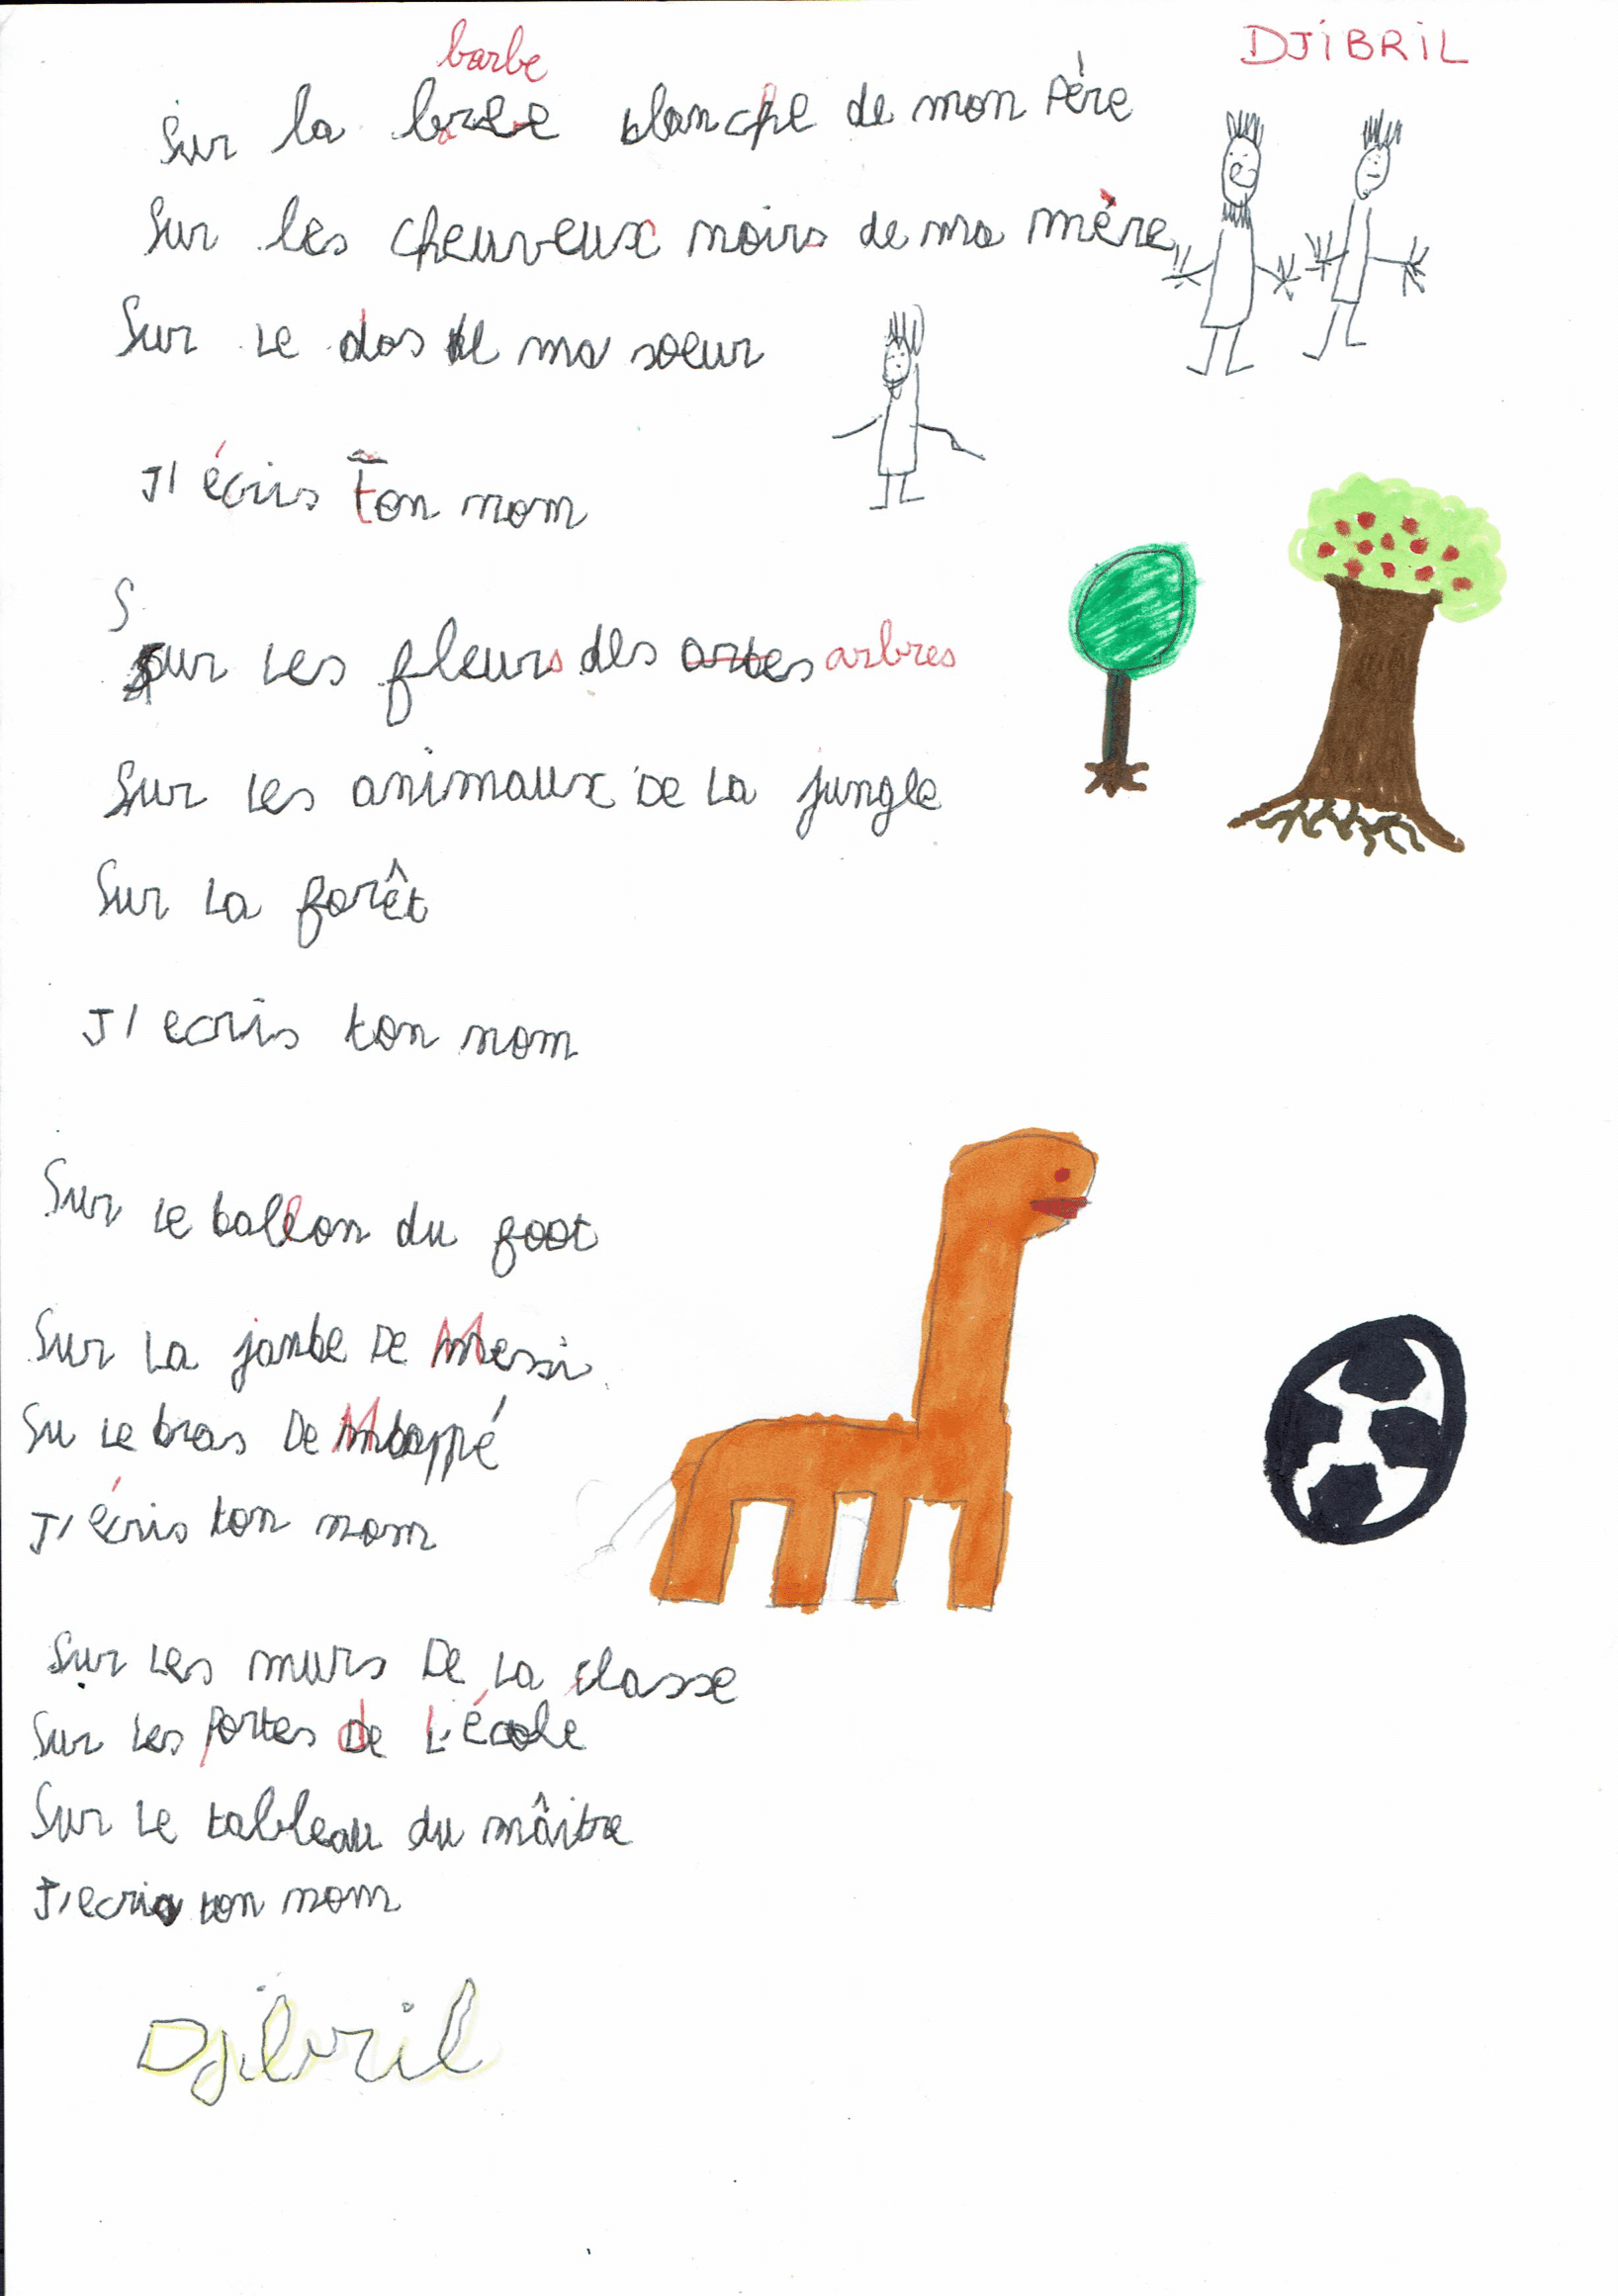 DJiBRiL
barbe
Sur la blanche de mon Père
Sur les cheuveux noirs de ma mère
Sur Le dos de ma soeur
J'écris Ton nom
S
Sur Les fleurs des artes arbres
Sur Les animaux De La jungle
Sur La forêt
J'ecris ton nom
Sur Le ballon du foot
Sur La jambe De Messi
Su Le bras De Mbappé
J'écris ton nom
Sur Les murs De La classe
Sur Les Portes de L'école
Sur Le tableau du mâitre
J'ecris ton nom
Djibril